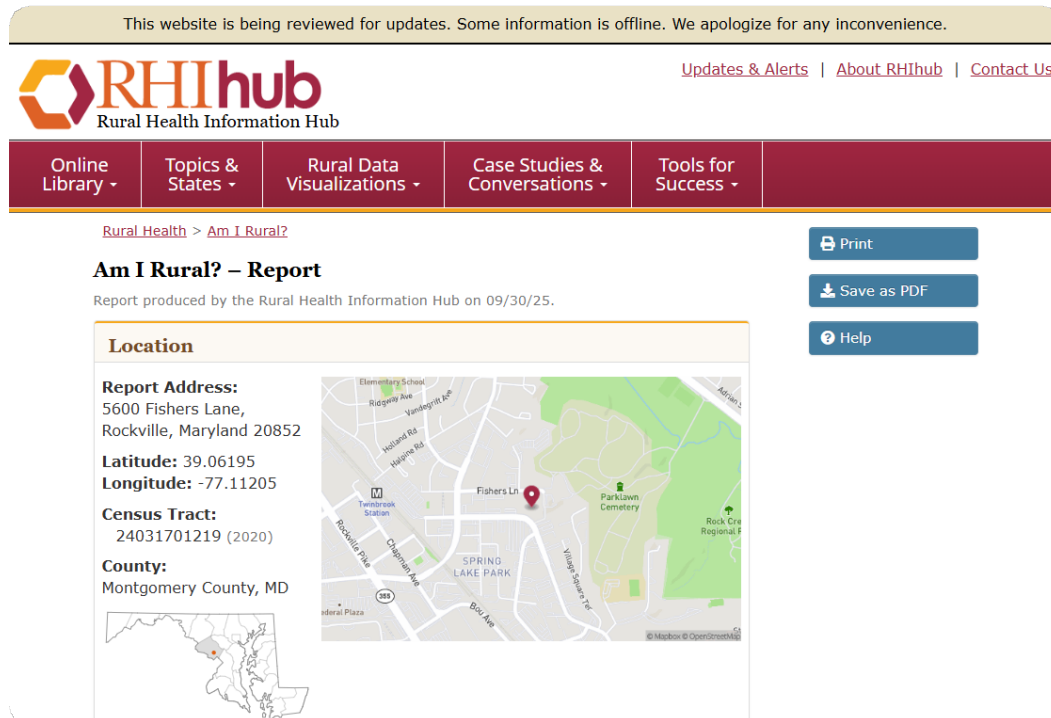 This website is being reviewed for updates. Some information is offline. We apologize for any inconvenience.
RHIhub
Rural Health Information Hub
Updates & Alerts | About RHIhub | Contact Us
Online Library
Topics & States
Rural Data Visualizations
Case Studies & Conversations
Tools for Success
Rural Health > Am I Rural?
Am I Rural? – Report
Report produced by the Rural Health Information Hub on 09/30/25.
Print
Save as PDF
Help
Location
Report Address:
5600 Fishers Lane,
Rockville, Maryland 20852
Latitude: 39.06195
Longitude: -77.11205
Census Tract:
24031701219 (2020)
County:
Montgomery County, MD
Elementary School
Ridgway Ave
Vandegrift Ave
Holland Rd
Halpine Rd
M
Twinbrook
Station
Fishers Ln
Parklawn
Cemetery
Adrian S
Rock Cre
Regional P
Rockville Pike
Chapman Ave
SPRING
LAKE PARK
Village Square Ter
355
ederal Plaza
Bou Ave
© Mapbox © OpenStreetMap